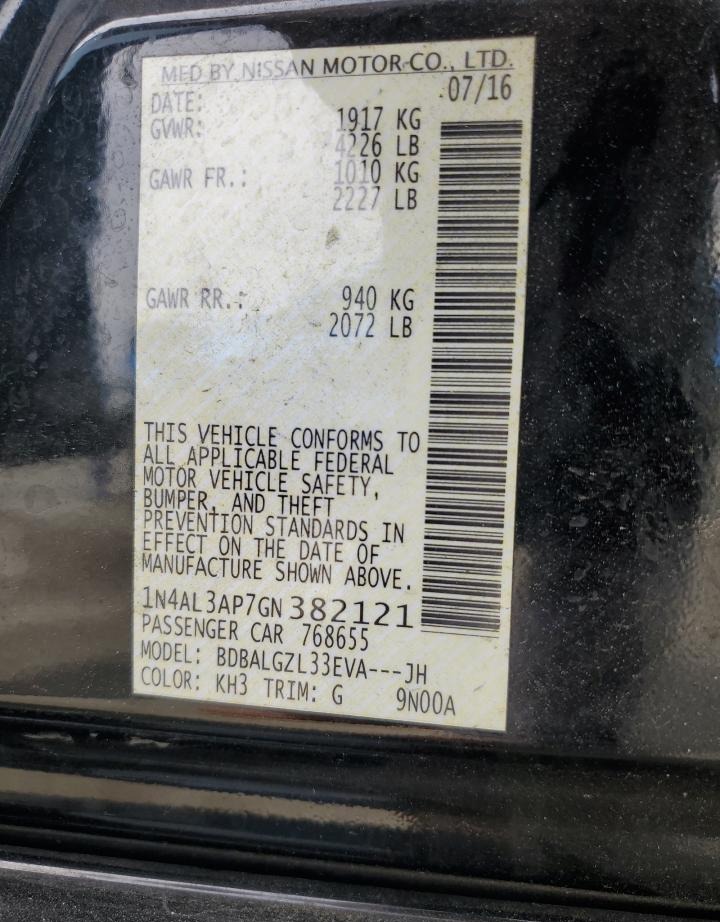 MFD BY NISSAN MOTOR CO., LTD.
DATE: 07/16
GVWR: 1917 KG
4226 LB
GAWR FR.: 1010 KG
2227 LB
GAWR RR.: 940 KG
2072 LB
THIS VEHICLE CONFORMS TO
ALL APPLICABLE FEDERAL
MOTOR VEHICLE SAFETY,
BUMPER, AND THEFT
PREVENTION STANDARDS IN
EFFECT ON THE DATE OF
MANUFACTURE SHOWN ABOVE.
1N4AL3AP7GN382121
PASSENGER CAR 768655
MODEL: BDBALGZL33EVA---JH
COLOR: KH3 TRIM: G 9N00A